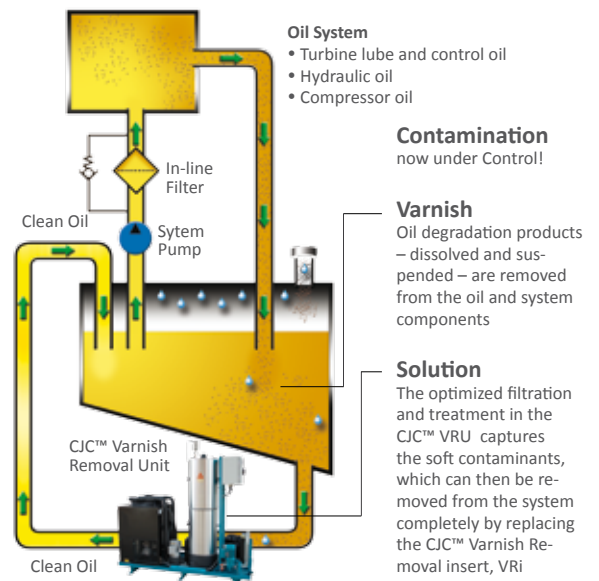 Oil System
• Turbine lube and control oil
• Hydraulic oil
• Compressor oil
Contamination
now under Control!
In-line
Filter
Clean Oil
Sytem
Pump
Varnish
Oil degradation products
– dissolved and sus-
pended – are removed
from the oil and system
components
Solution
The optimized filtration
and treatment in the
CJC™ VRU captures
the soft contaminants,
which can then be re-
moved from the system
completely by replacing
the CJC™ Varnish Re-
moval insert, VRi
CJC™ Varnish
Removal Unit
Clean Oil